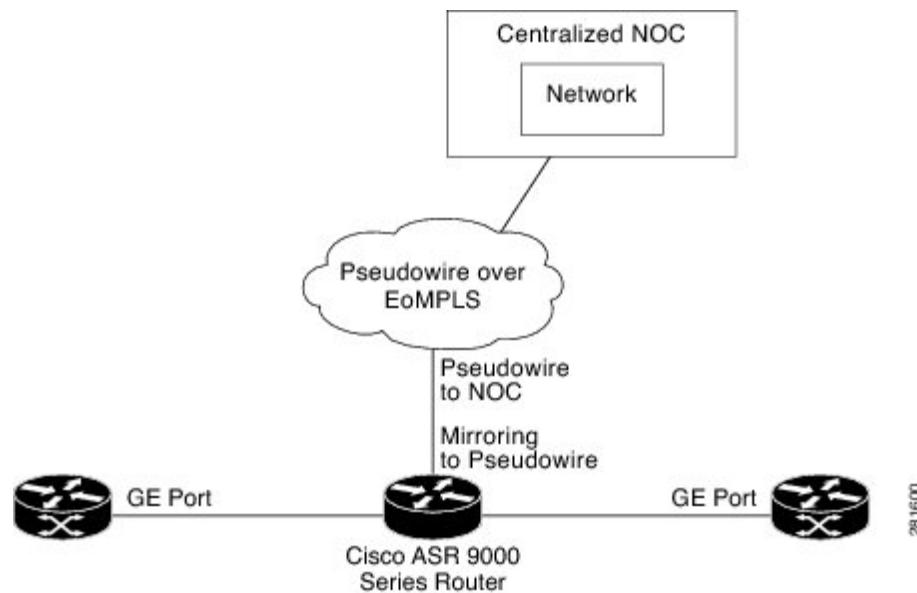 Centralized NOC
Network
Pseudowire over
EoMPLS
Pseudowire
to NOC
Mirroring
to Pseudowire
GE Port
GE Port
Cisco ASR 9000
Series Router
281600